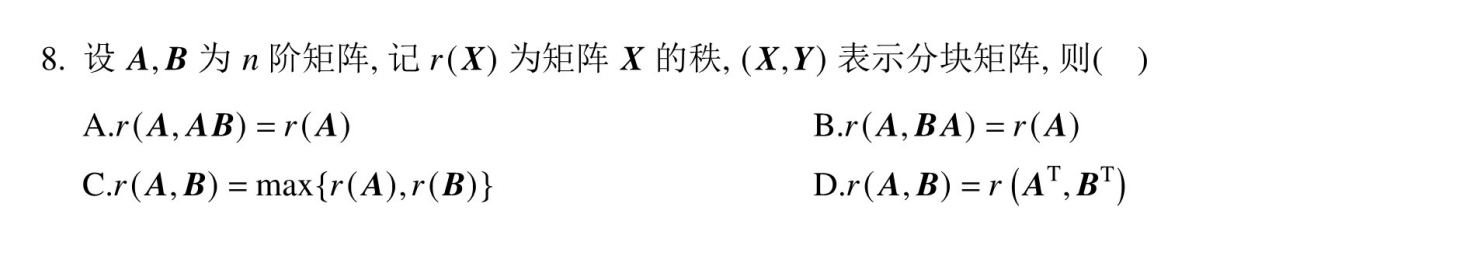 8. 设 A,B 为 n 阶矩阵, 记 r(X) 为矩阵 X 的秩, (X,Y) 表示分块矩阵, 则(  )
A.r(A,AB)=r(A) B.r(A,BA)=r(A)
C.r(A,B)=max{r(A),r(B)} D.r(A,B)=r(Aᵀ,Bᵀ)